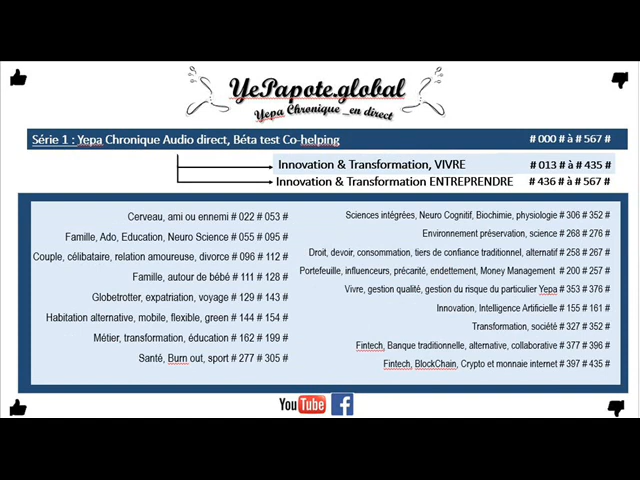 YePapote.global
Yepa Chronique _en direct
Série 1 : Yepa Chronique Audio direct, Béta test Co-helping # 000 # à # 567 #
Innovation & Transformation, VIVRE # 013 # à # 435 #
Innovation & Transformation ENTREPRENDRE # 436 # à # 567 #
Cerveau, ami ou ennemi # 022 # 053 #
Famille, Ado, Education, Neuro Science # 055 # 095 #
Couple, célibataire, relation amoureuse, divorce # 096 # 112 #
Famille, autour de bébé # 111 # 128 #
Globetrotter, expatriation, voyage # 129 # 143 #
Habitation alternative, mobile, flexible, green # 144 # 154 #
Métier, transformation, éducation # 162 # 199 #
Santé, Burn out, sport # 277 # 305 #
Sciences intégrées, Neuro Cognitif, Biochimie, physiologie # 306 # 352 #
Environnement préservation, science # 268 # 276 #
Droit, devoir, consommation, tiers de confiance traditionnel, alternatif # 258 # 267 #
Portefeuille, influenceurs, précarité, endettement, Money Management # 200 # 257 #
Vivre, gestion qualité, gestion du risque du particulier Yepa # 353 # 376 #
Innovation, Intelligence Artificielle # 155 # 161 #
Transformation, société # 327 # 352 #
Fintech, Banque traditionnelle, alternative, collaborative # 377 # 396 #
Fintech, BlockChain, Crypto et monnaie internet # 397 # 435 #
YouTube f